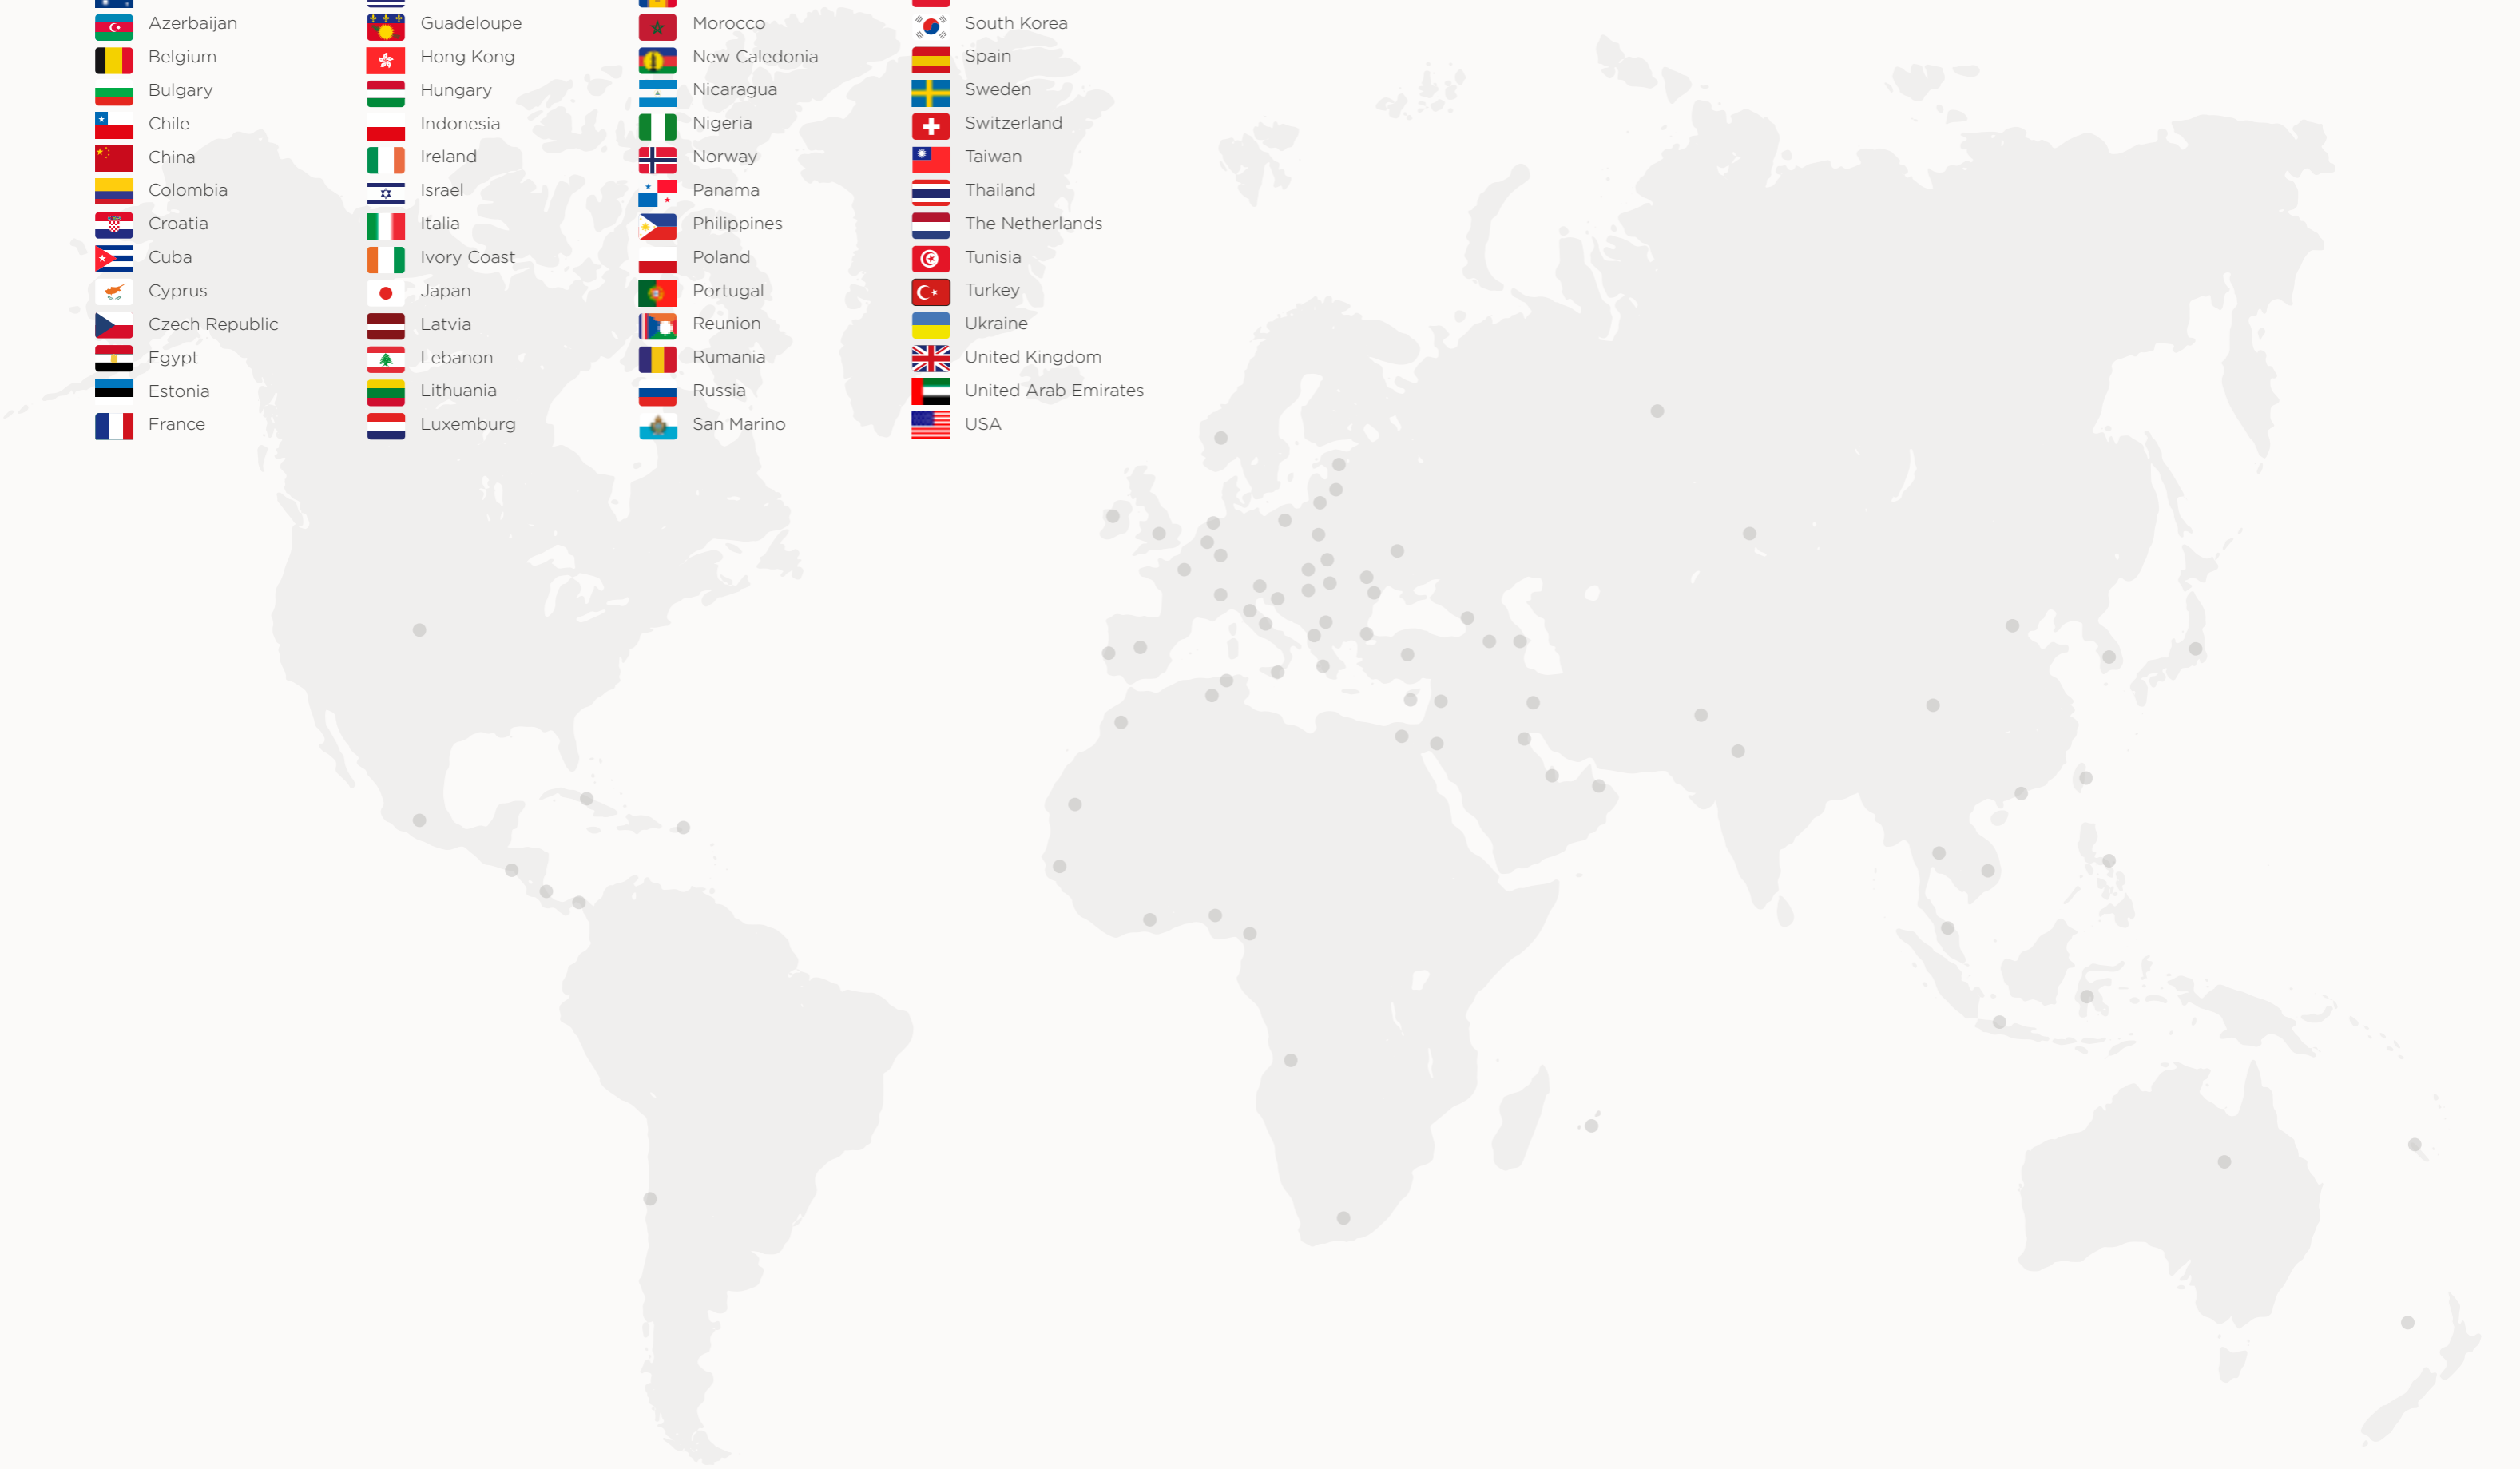 Azerbaijan
Belgium
Bulgary
Chile
China
Colombia
Croatia
Cuba
Cyprus
Czech Republic
Egypt
Estonia
France
Guadeloupe
Hong Kong
Hungary
Indonesia
Ireland
Israel
Italia
Ivory Coast
Japan
Latvia
Lebanon
Lithuania
Luxemburg
Morocco
New Caledonia
Nicaragua
Nigeria
Norway
Panama
Philippines
Poland
Portugal
Reunion
Rumania
Russia
San Marino
South Korea
Spain
Sweden
Switzerland
Taiwan
Thailand
The Netherlands
Tunisia
Turkey
Ukraine
United Kingdom
United Arab Emirates
USA